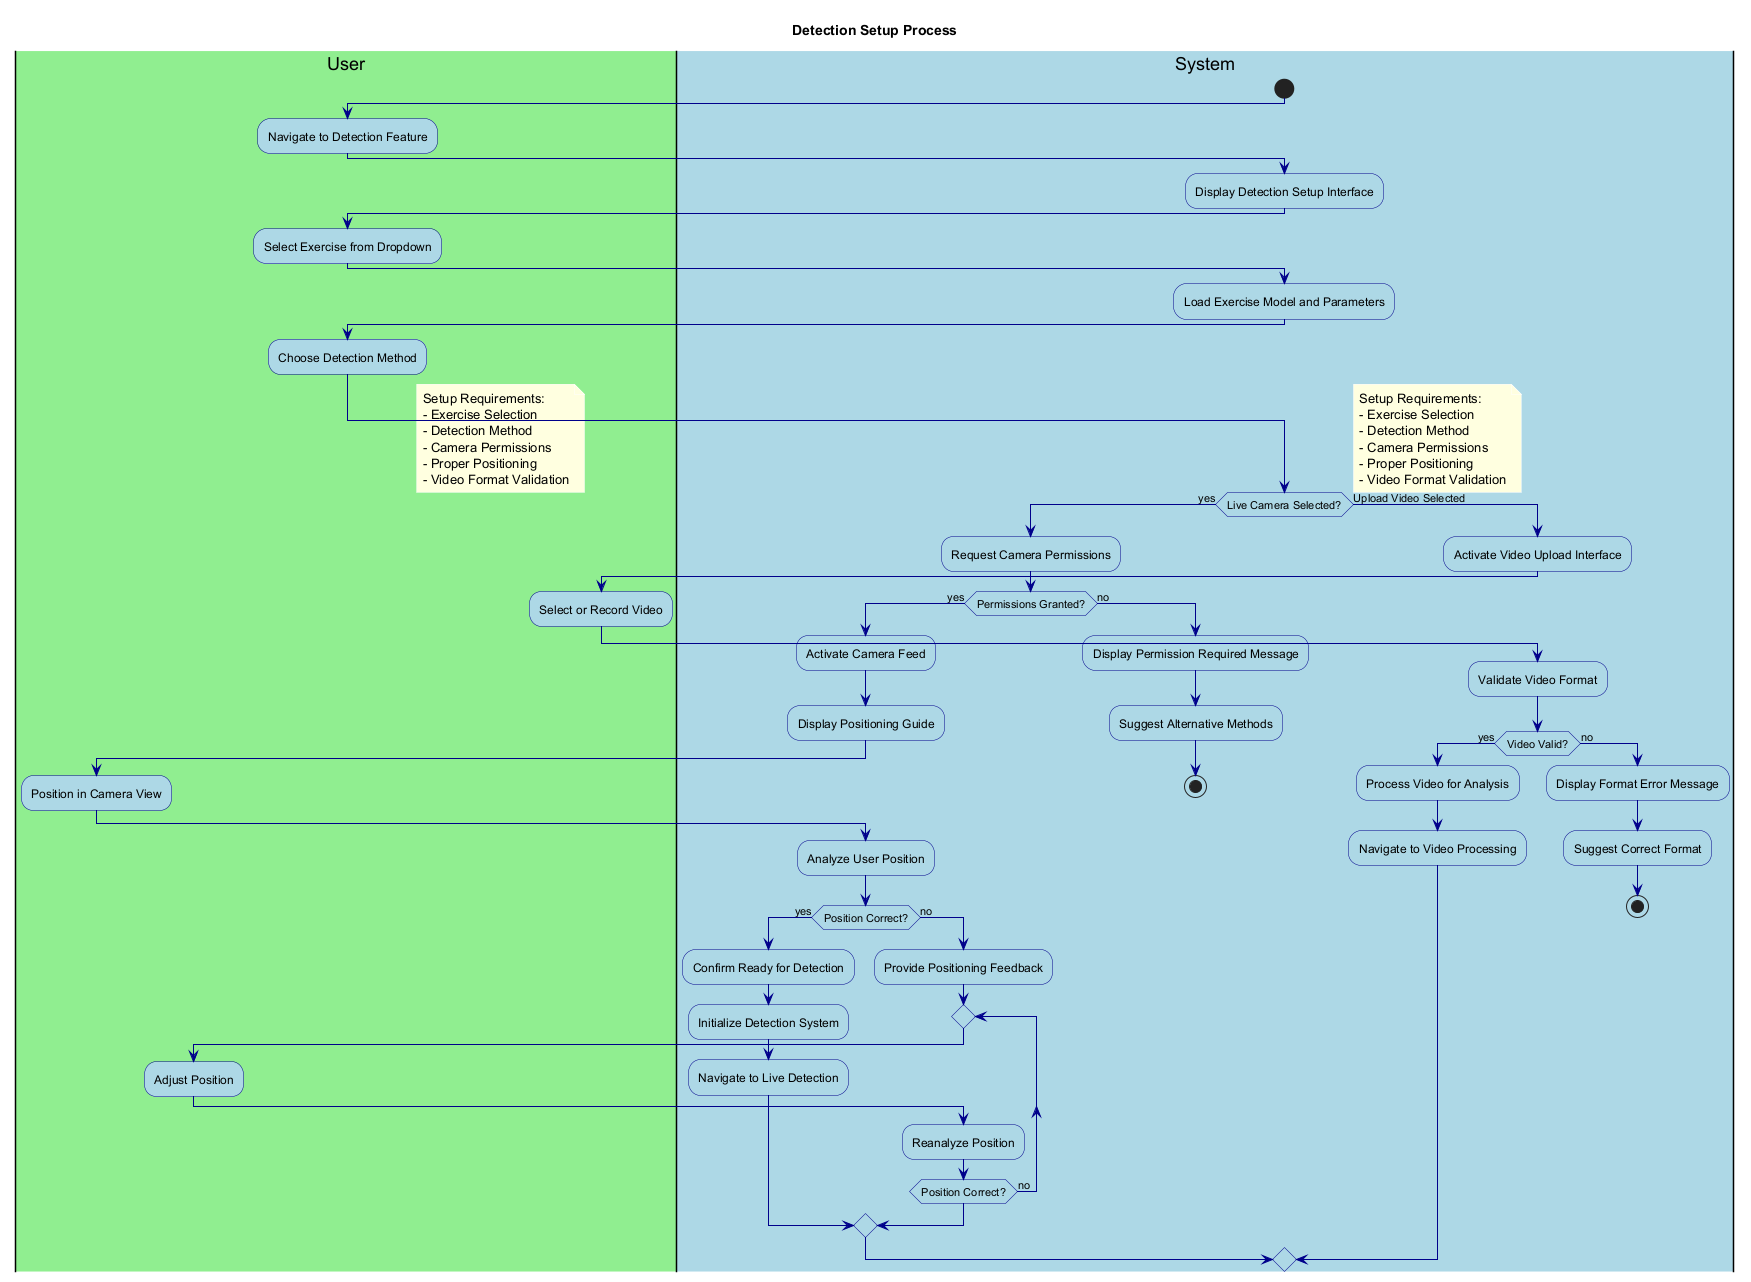 Detection Setup Process
User
System
Navigate to Detection Feature
Display Detection Setup Interface
Select Exercise from Dropdown
Load Exercise Model and Parameters
Choose Detection Method
Setup Requirements:
- Exercise Selection
- Detection Method
- Camera Permissions
- Proper Positioning
- Video Format Validation
Setup Requirements:
- Exercise Selection
- Detection Method
- Camera Permissions
- Proper Positioning
- Video Format Validation
yes
Live Camera Selected?
Upload Video Selected
Request Camera Permissions
Activate Video Upload Interface
Select or Record Video
yes
Permissions Granted?
no
Activate Camera Feed
Display Permission Required Message
Validate Video Format
Display Positioning Guide
Suggest Alternative Methods
yes
Video Valid?
no
Position in Camera View
Process Video for Analysis
Display Format Error Message
Analyze User Position
Navigate to Video Processing
Suggest Correct Format
yes
Position Correct?
no
Confirm Ready for Detection
Provide Positioning Feedback
Initialize Detection System
Adjust Position
Navigate to Live Detection
Reanalyze Position
Position Correct?
no